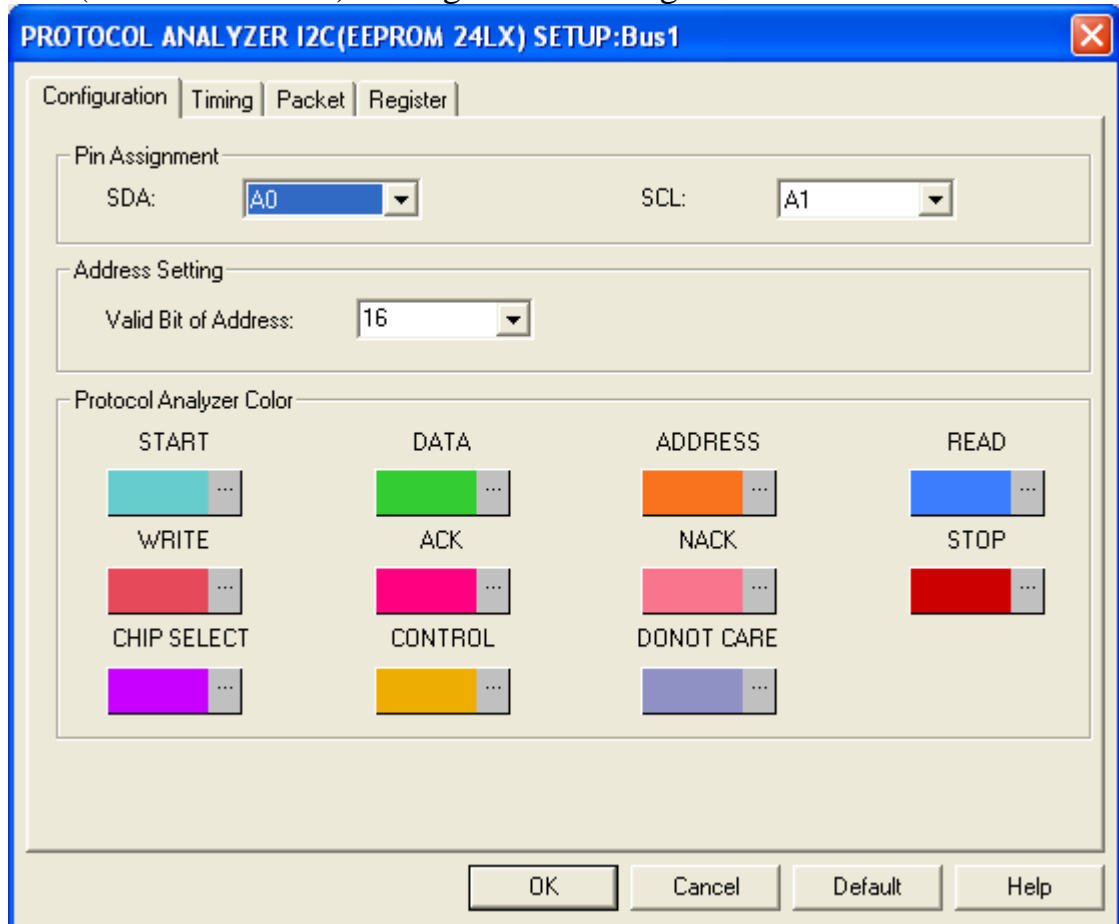 PROTOCOL ANALYZER I2C(EEPROM 24LX) SETUP:Bus1
Configuration Timing Packet Register
Pin Assignment
SDA: A0 SCL: A1
Address Setting
Valid Bit of Address: 16
Protocol Analyzer Color
START DATA ADDRESS READ
... ... ... ...
WRITE ACK NACK STOP
... ... ... ...
CHIP SELECT CONTROL DONOT CARE
... ... ...
OK Cancel Default Help